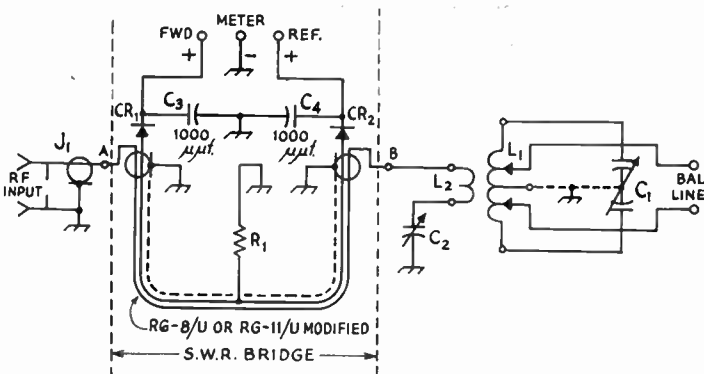 METER
FWD
REF.
+
-
+
CR1
C3
C4
CR2
1000
μμf.
1000
μμf.
J1
A
B
RF
INPUT
R1
L2
C2
L1
C1
BAL
LINE
RG-8/U OR RG-11/U MODIFIED
S.W.R. BRIDGE